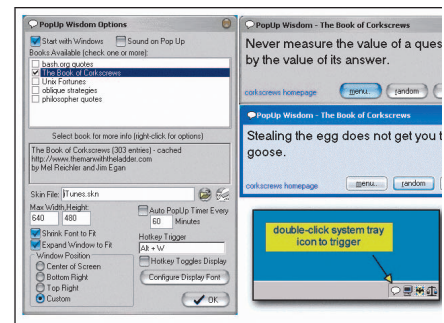 PopUp Wisdom Options
Start with Windows
Sound on Pop Up
Books Available (check one or more):
bash.org quotes
The Book of Corkscrews
Unix Fortunes
oblique strategies
philosopher quotes
Select book for more info (right-click for options)
The Book of Corkscrews (303 entries) - cached
http://www.themanwiththeladder.com
by Mel Reichler and Jim Egan
Skin File: iTunes.skn
Max Width,Height:
640 480
Auto PopUp Timer Every
60 Minutes
Shrink Font to Fit
Expand Window to Fit
Hotkey Trigger
Alt + W
Window Position
Center of Screen
Bottom Right
Top Right
Custom
Hotkey Toggles Display
Configure Display Font
OK
PopUp Wisdom - The Book of Corkscrews
Never measure the value of a ques
by the value of its answer.
corkscrews homepage
menu...
random
PopUp Wisdom - The Book of Corkscrews
Stealing the egg does not get you t
goose.
corkscrews homepage
menu...
random
double-click system tray
icon to trigger